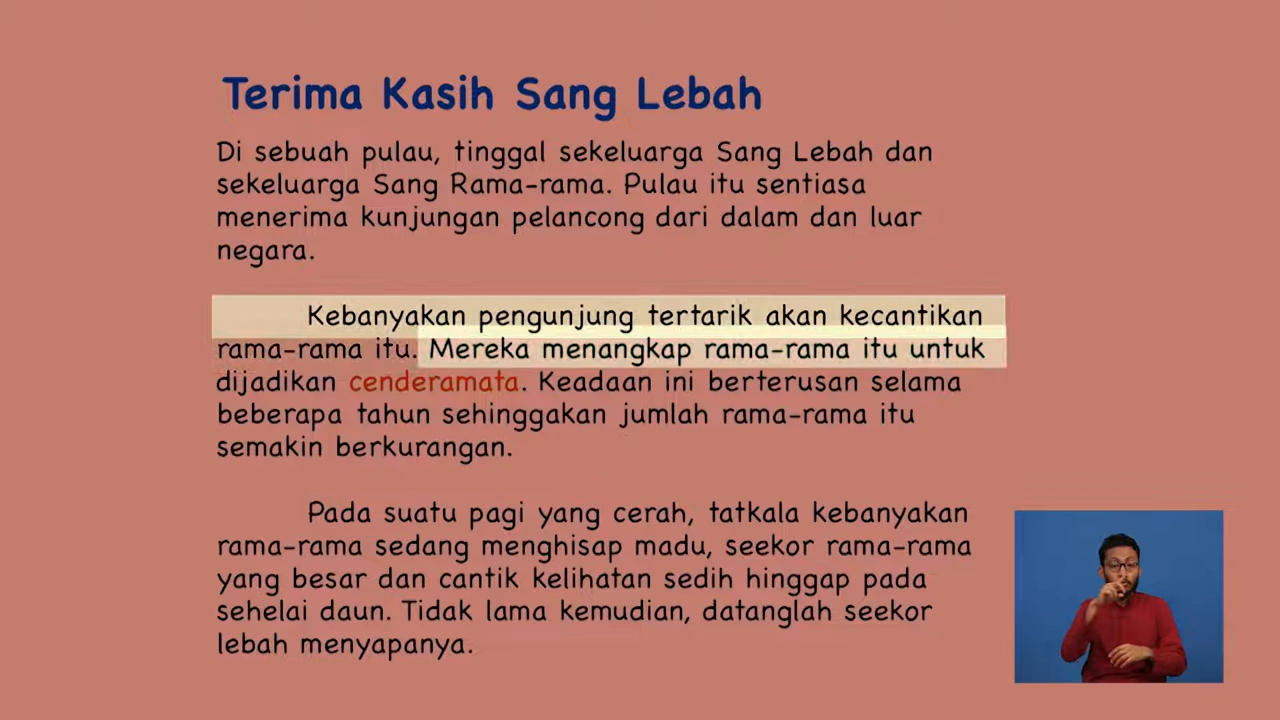 Terima Kasih Sang Lebah
Di sebuah pulau, tinggal sekeluarga Sang Lebah dan
sekeluarga Sang Rama-rama. Pulau itu sentiasa
menerima kunjungan pelancong dari dalam dan luar
negara.
Kebanyakan pengunjung tertarik akan kecantikan
rama-rama itu. Mereka menangkap rama-rama itu untuk
dijadikan cenderamata. Keadaan ini berterusan selama
beberapa tahun sehinggakan jumlah rama-rama itu
semakin berkurangan.
Pada suatu pagi yang cerah, tatkala kebanyakan
rama-rama sedang menghisap madu, seekor rama-rama
yang besar dan cantik kelihatan sedih hinggap pada
sehelai daun. Tidak lama kemudian, datanglah seekor
lebah menyapanya.